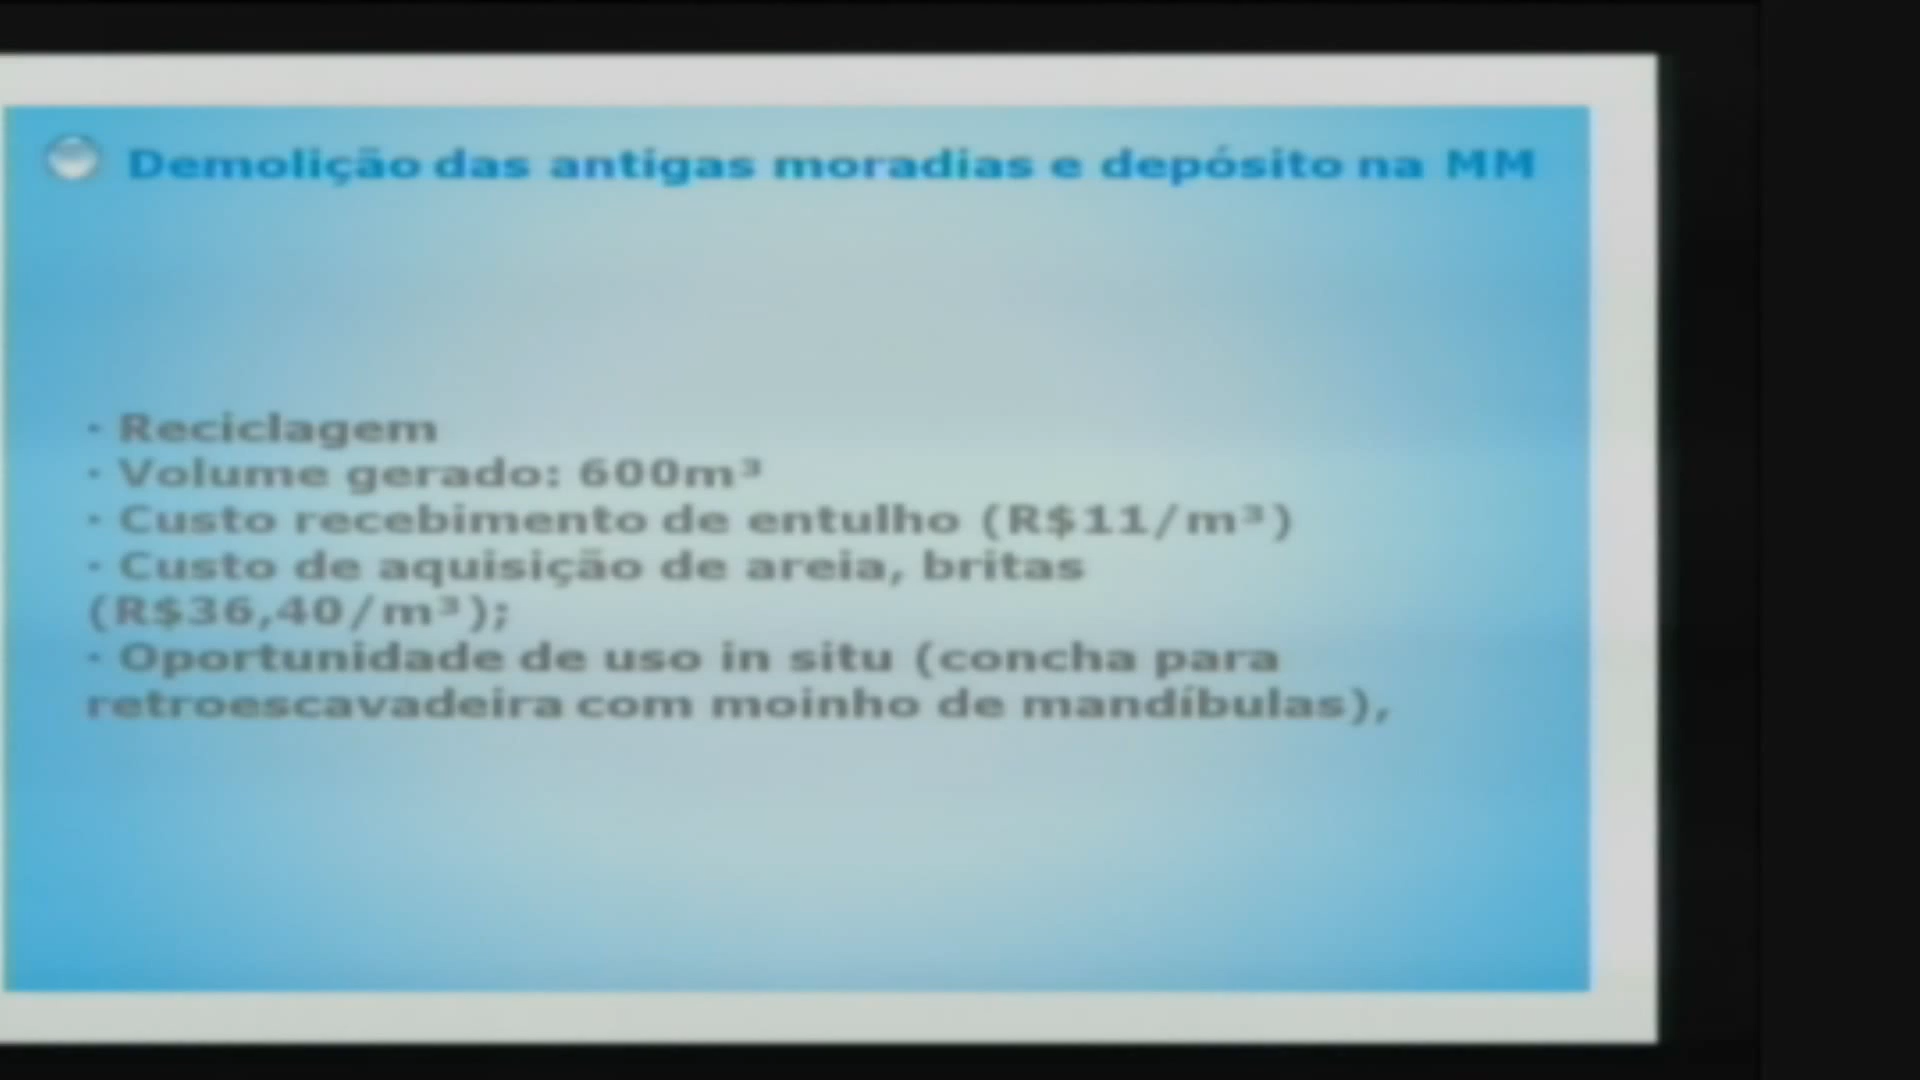 Demolição das antigas moradias e depósito na MM
· Reciclagem
· Volume gerado: 600m³
· Custo recebimento de entulho (R$11/m³)
· Custo de aquisição de areia, britas
(R$36,40/m³);
· Oportunidade de uso in situ (concha para
retroescavadeira com moinho de mandíbulas),